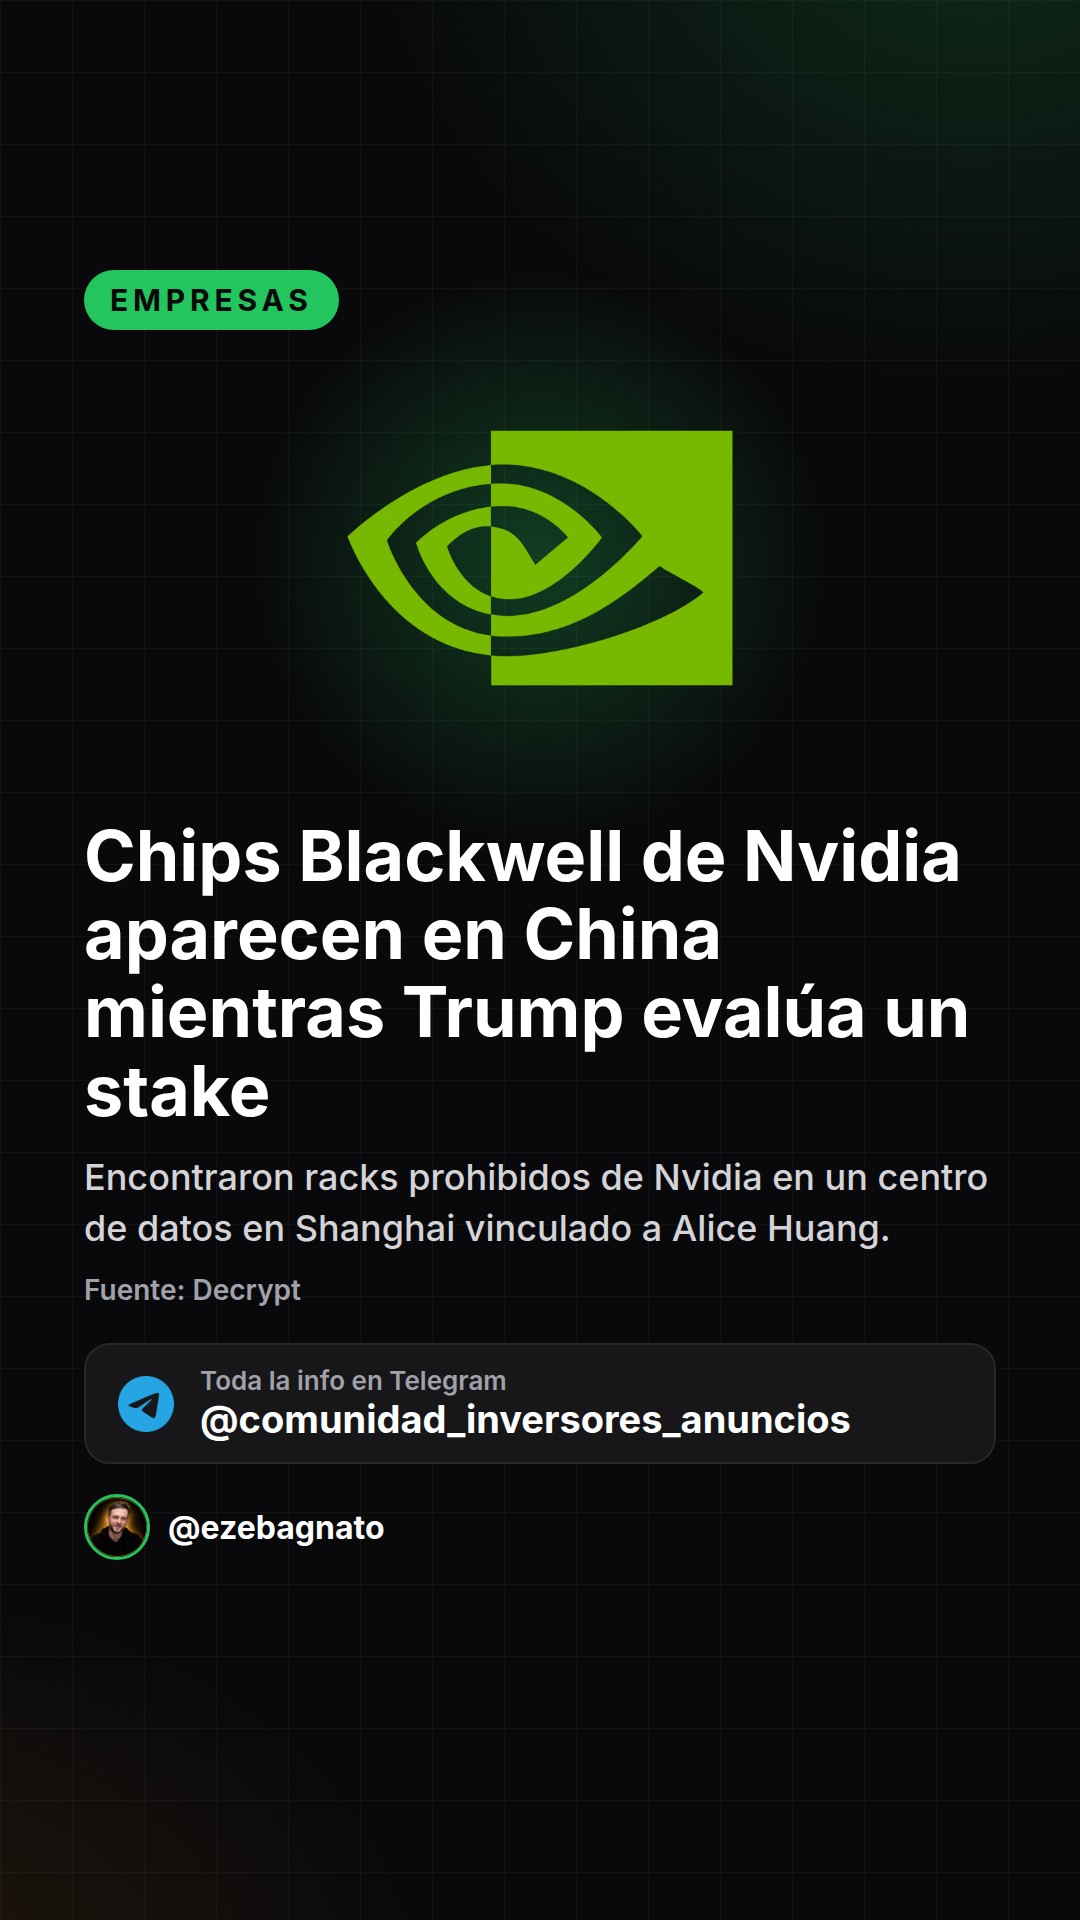 EMPRESAS
Chips Blackwell de Nvidia
aparecen en China
mientras Trump evalúa un
stake
Encontraron racks prohibidos de Nvidia en un centro
de datos en Shanghai vinculado a Alice Huang.
Fuente: Decrypt
Toda la info en Telegram
@comunidad_inversores_anuncios
@ezebagnato